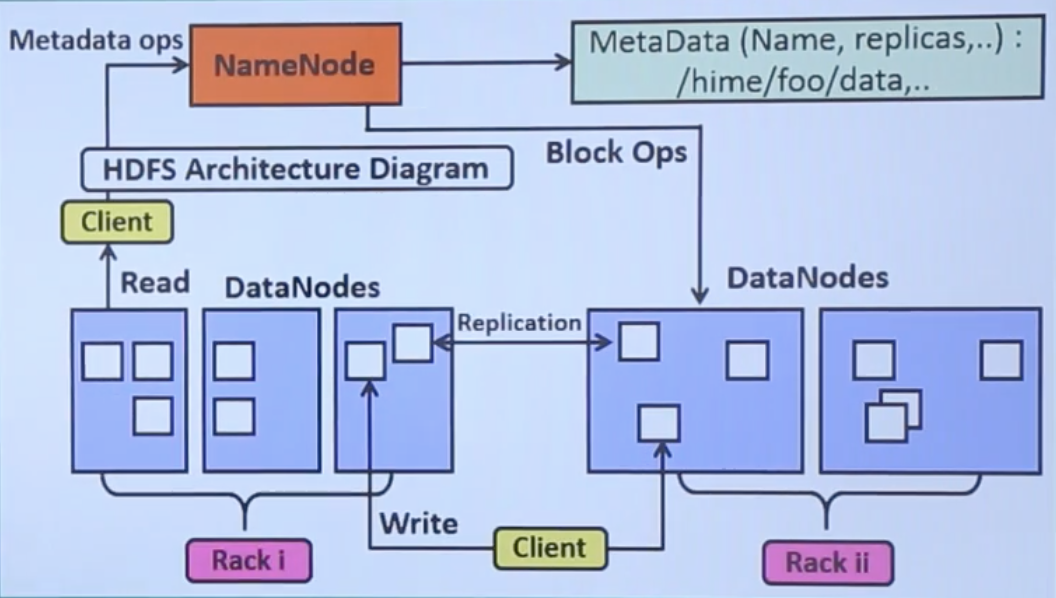 Metadata ops
NameNode
MetaData (Name, replicas,..) :
/hime/foo/data,..
HDFS Architecture Diagram
Block Ops
Client
Read
DataNodes
DataNodes
Replication
Write
Client
Rack i
Rack ii